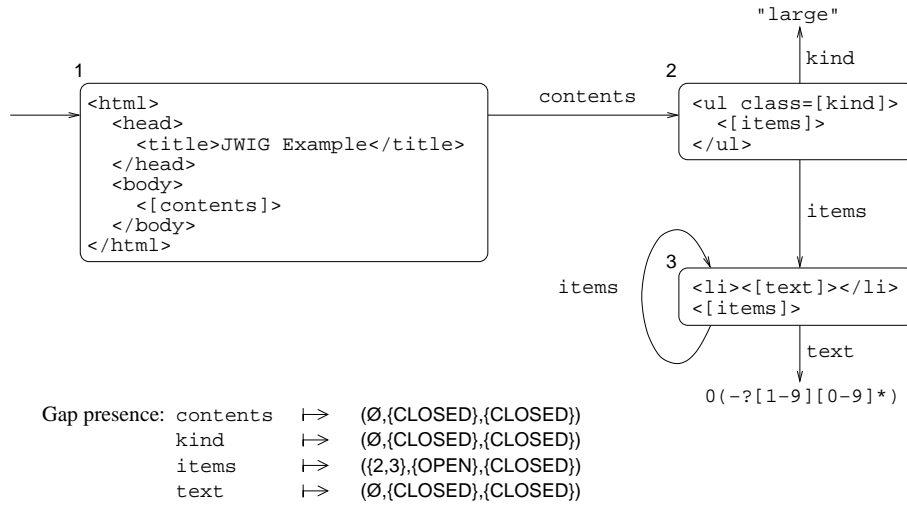 "large"
kind
1
<html>
<head>
<title>JWIG Example</title>
</head>
<body>
<[contents]>
</body>
</html>
contents
2
<ul class=[kind]>
<[items]>
</ul>
items
items
3
<li><[text]></li>
<[items]>
text
0(-?[1-9][0-9]*)
Gap presence: contents ↦ (Ø,{CLOSED},{CLOSED})
kind ↦ (Ø,{CLOSED},{CLOSED})
items ↦ ({2,3},{OPEN},{CLOSED})
text ↦ (Ø,{CLOSED},{CLOSED})